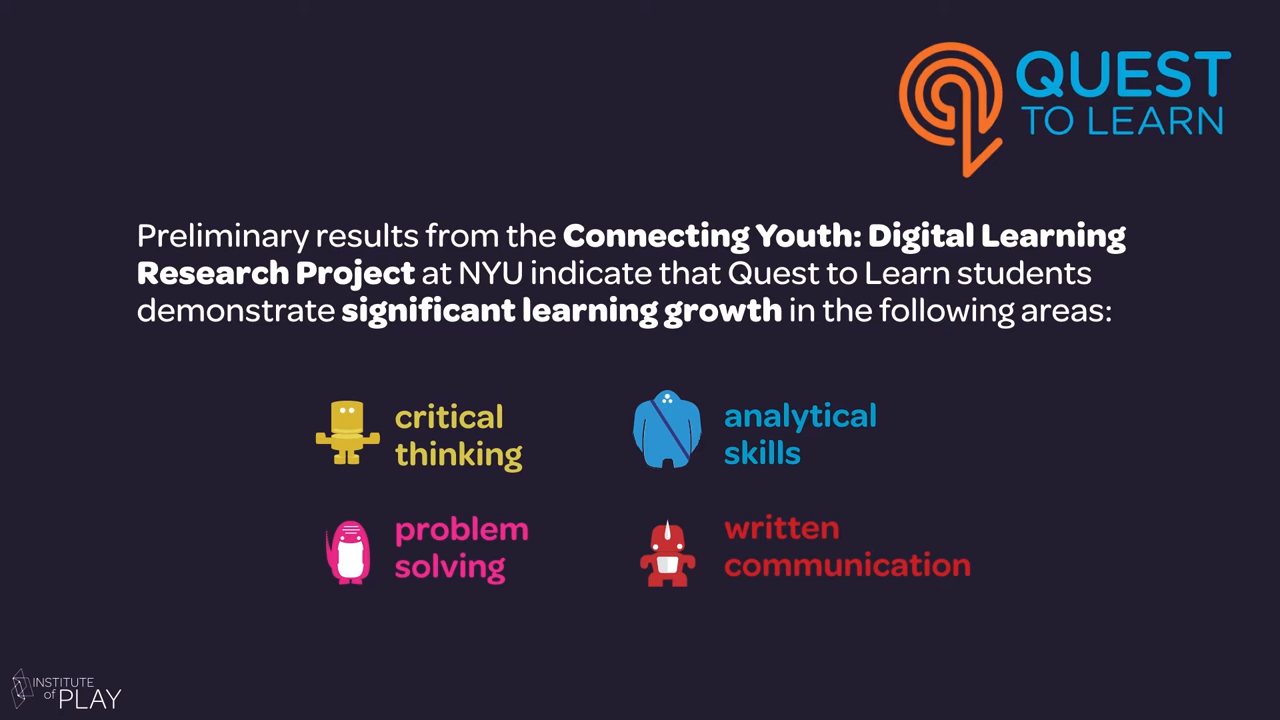 QUEST
TO LEARN
Preliminary results from the Connecting Youth: Digital Learning
Research Project at NYU indicate that Quest to Learn students
demonstrate significant learning growth in the following areas:
critical
thinking
analytical
skills
problem
solving
written
communication
INSTITUTE
of PLAY